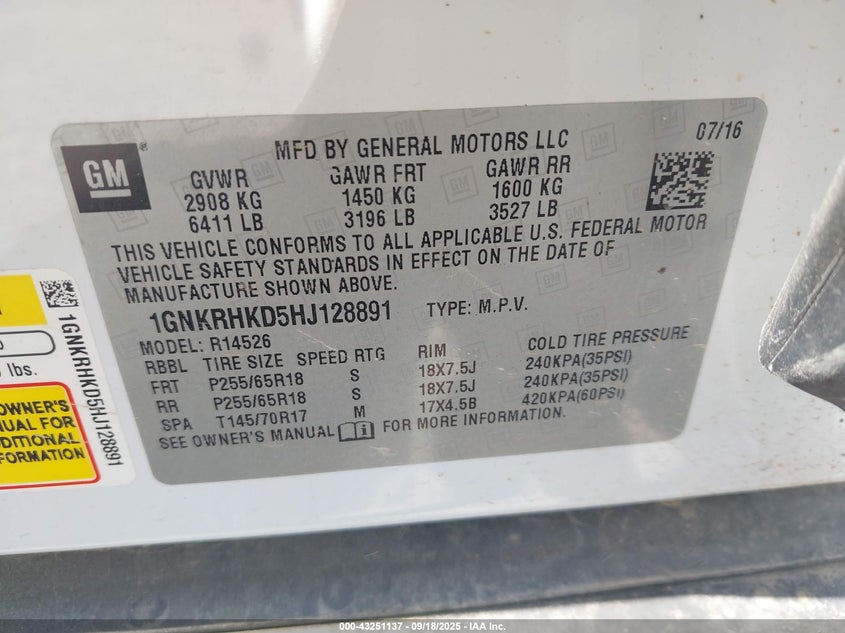 MFD BY GENERAL MOTORS LLC
07/16
GM
GVWR GAWR FRT GAWR RR
2908 KG 1450 KG 1600 KG
6411 LB 3196 LB 3527 LB
THIS VEHICLE CONFORMS TO ALL APPLICABLE U.S. FEDERAL MOTOR
VEHICLE SAFETY STANDARDS IN EFFECT ON THE DATE OF
MANUFACTURE SHOWN ABOVE.
1GNKRHKD5HJ128891 TYPE: M.P.V.
MODEL: R14526
RBBL TIRE SIZE SPEED RTG RIM COLD TIRE PRESSURE
FRT P255/65R18 S 18X7.5J 240KPA(35PSI)
RR P255/65R18 S 18X7.5J 240KPA(35PSI)
SPA T145/70R17 M 17X4.5B 420KPA(60PSI)
SEE OWNER'S MANUAL FOR MORE INFORMATION.
lbs.
OWNER'S
MANUAL FOR
DITIONAL
FORMATION
1GNKRHKD5HJ128891
000-43251137 - 09/18/2025 - IAA Inc.